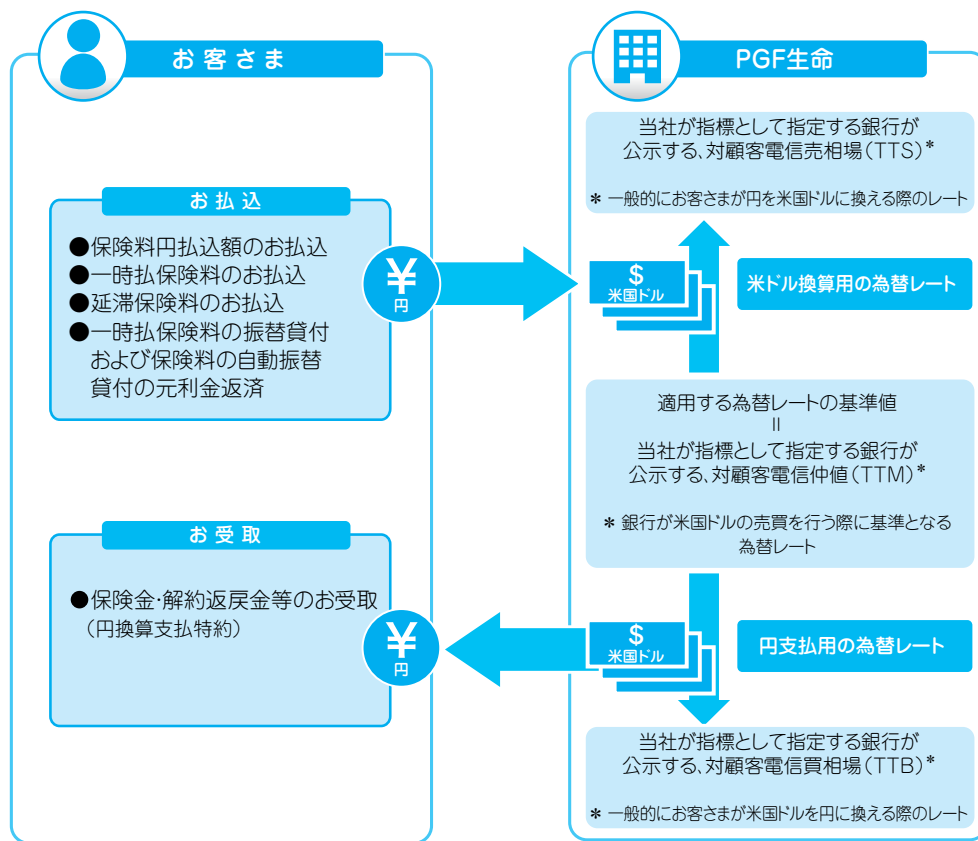 お客さま
お払込
●保険料円払込額のお払込
●一時払保険料のお払込
●延滞保険料のお払込
●一時払保険料の振替貸付
および保険料の自動振替
貸付の元利金返済
¥
円
お受取
●保険金・解約返戻金等のお受取
（円換算支払特約）
¥
円
PGF生命
当社が指標として指定する銀行が
公示する、対顧客電信売相場（TTS）*
* 一般的にお客さまが円を米国ドルに換える際のレート
$
米国ドル
米ドル換算用の為替レート
適用する為替レートの基準値
＝
当社が指標として指定する銀行が
公示する、対顧客電信仲値（TTM）*
* 銀行が米国ドルの売買を行う際に基準となる
為替レート
$
米国ドル
円支払用の為替レート
当社が指標として指定する銀行が
公示する、対顧客電信買相場（TTB）*
* 一般的にお客さまが米国ドルを円に換える際のレート